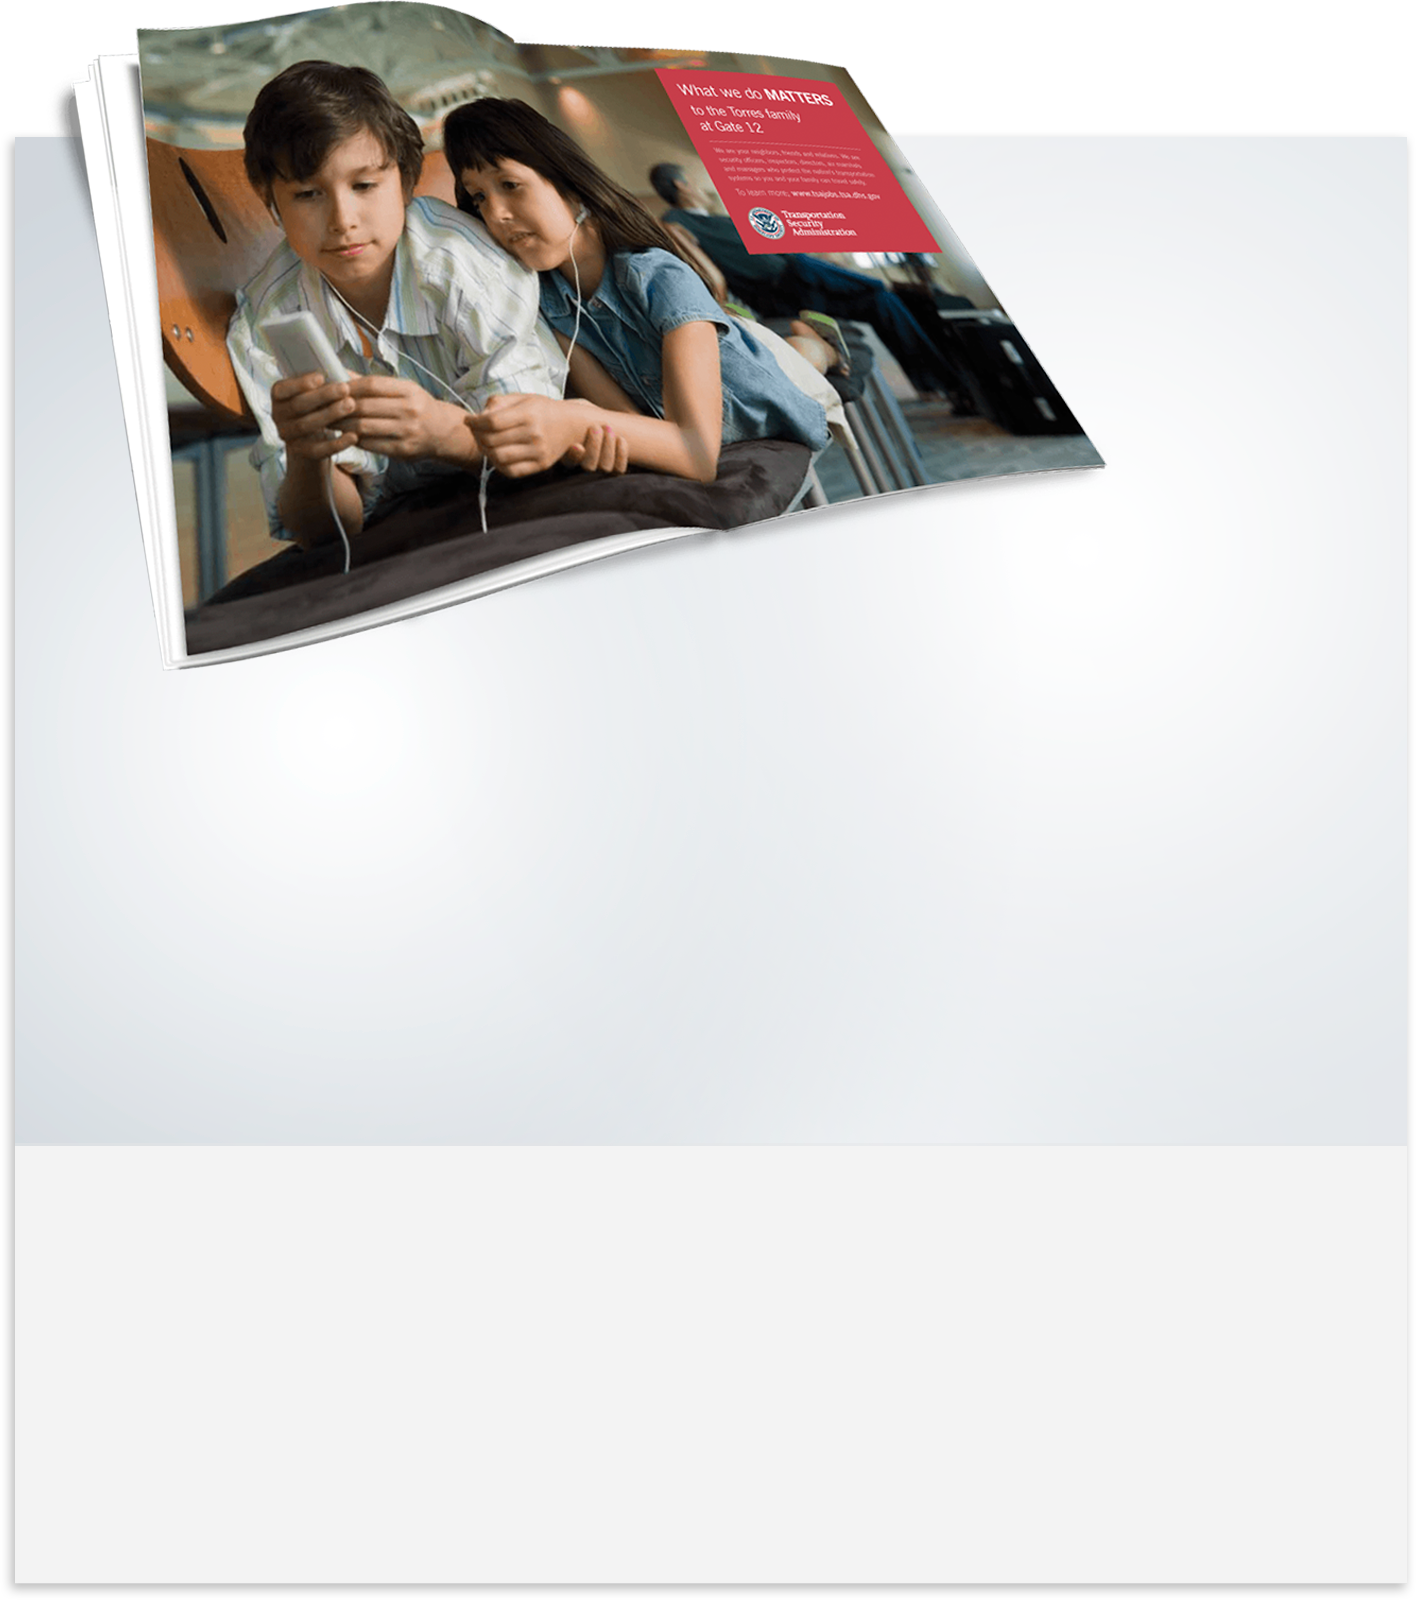 What we do MATTERS
to the Torres family
at Gate 12
We are your neighbors, friends and relatives. We are
security officers, inspectors, directors, air marshals
and managers who protect the nation's transportation
systems so you and your family can travel safely.
To learn more: www.tsajobs.tsa.dhs.gov
Transportation
Security
Administration